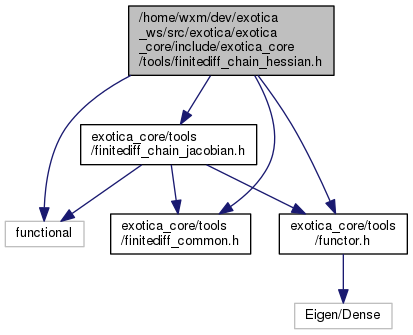 /home/wxm/dev/exotica
_ws/src/exotica/exotica
_core/include/exotica_core
/tools/finitediff_chain_hessian.h
exotica_core/tools
/finitediff_chain_jacobian.h
functional
exotica_core/tools
/finitediff_common.h
exotica_core/tools
/functor.h
Eigen/Dense